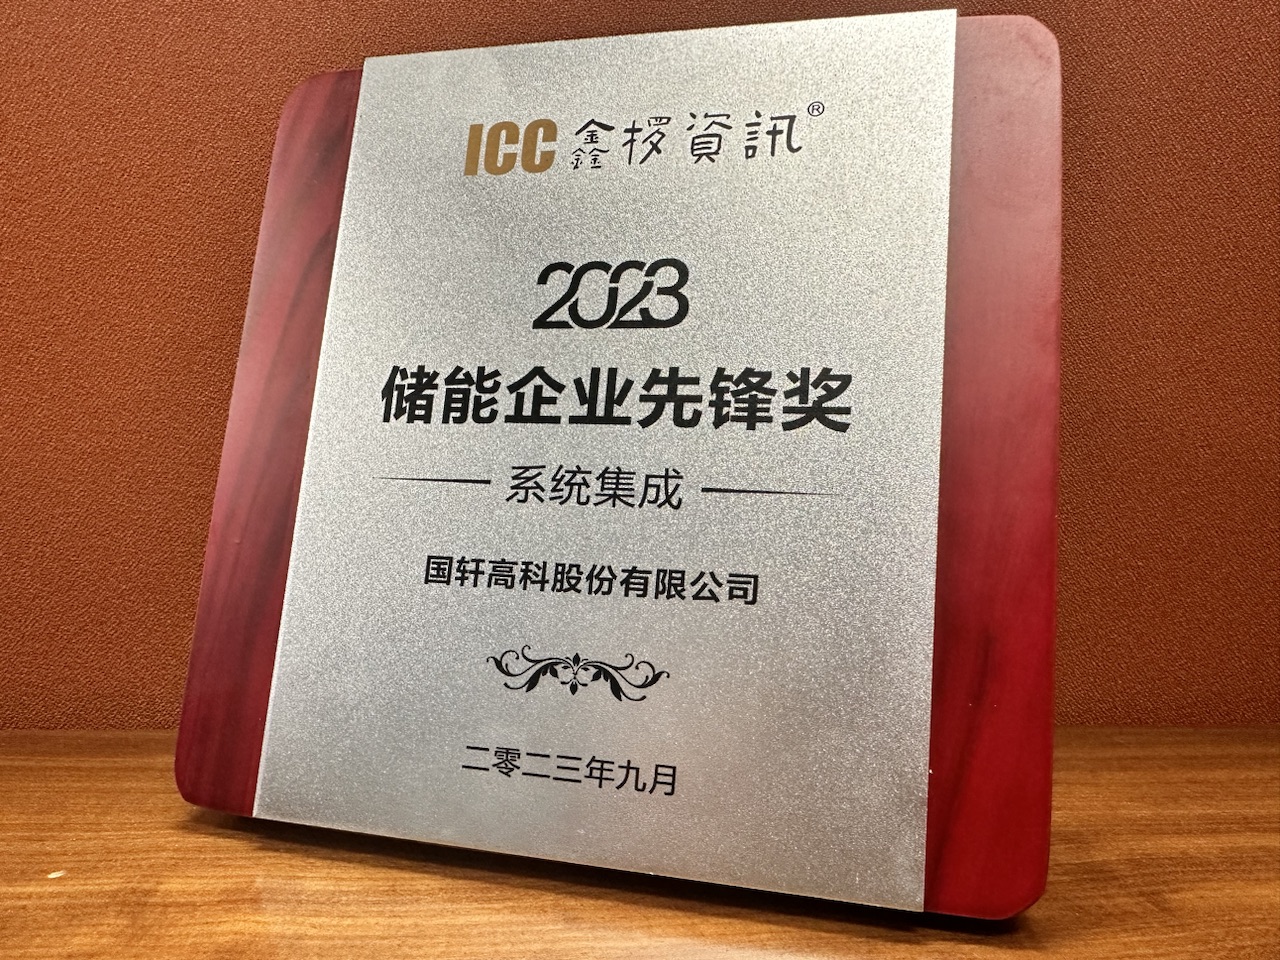 ICC 鑫椤資訊®
2023
储能企业先锋奖
系统集成
国轩高科股份有限公司
二零二三年九月